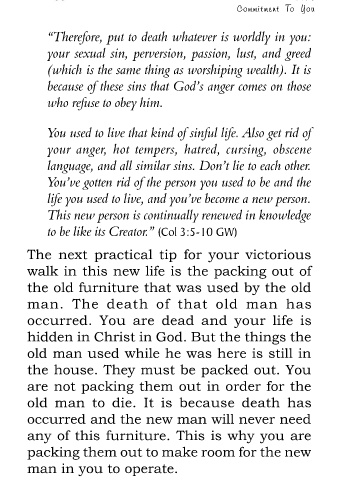 Commitment To You
"Therefore, put to death whatever is worldly in you:
your sexual sin, perversion, passion, lust, and greed
(which is the same thing as worshiping wealth). It is
because of these sins that God's anger comes on those
who refuse to obey him.
You used to live that kind of sinful life. Also get rid of
your anger, hot tempers, hatred, cursing, obscene
language, and all similar sins. Don't lie to each other.
You've gotten rid of the person you used to be and the
life you used to live, and you've become a new person.
This new person is continually renewed in knowledge
to be like its Creator." (Col 3:5-10 GW)
The next practical tip for your victorious
walk in this new life is the packing out of
the old furniture that was used by the old
man. The death of that old man has
occurred. You are dead and your life is
hidden in Christ in God. But the things the
old man used while he was here is still in
the house. They must be packed out. You
are not packing them out in order for the
old man to die. It is because death has
occurred and the new man will never need
any of this furniture. This is why you are
packing them out to make room for the new
man in you to operate.